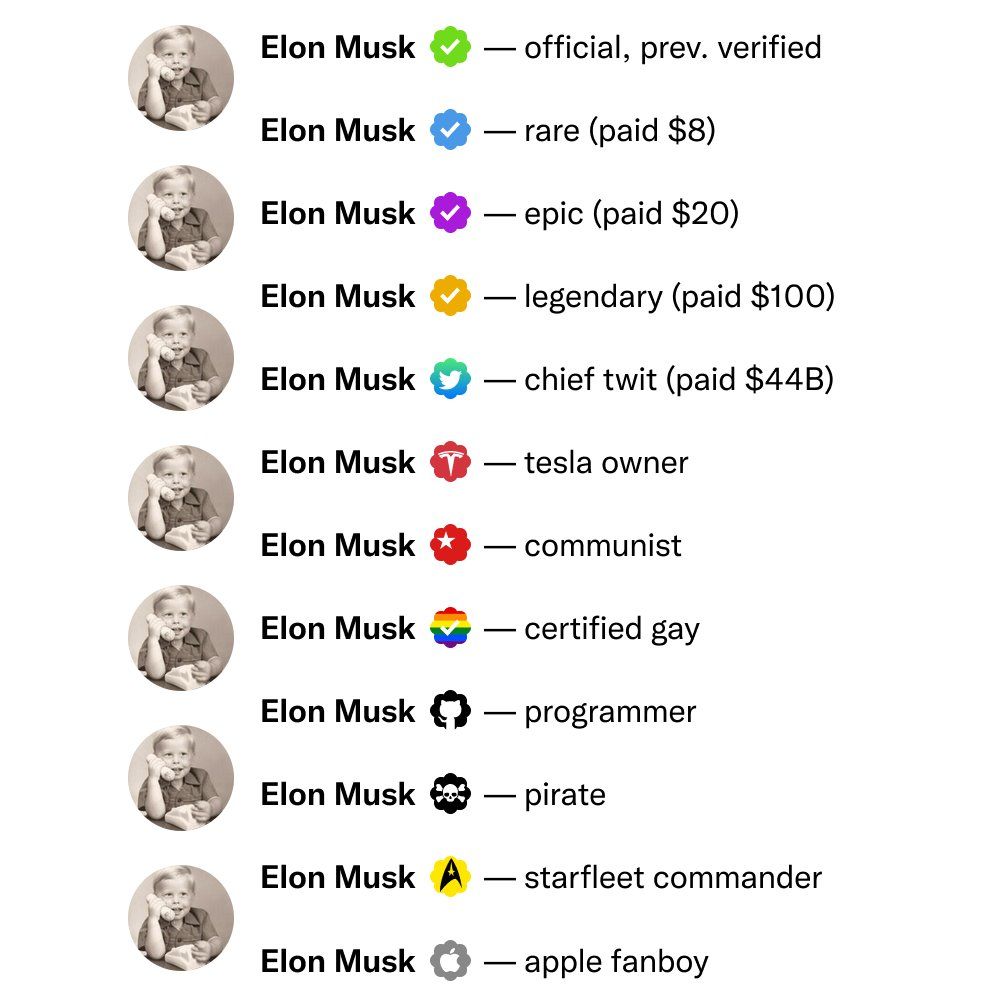 Elon Musk — official, prev. verified
Elon Musk — rare (paid $8)
Elon Musk — epic (paid $20)
Elon Musk — legendary (paid $100)
Elon Musk — chief twit (paid $44B)
Elon Musk — tesla owner
Elon Musk — communist
Elon Musk — certified gay
Elon Musk — programmer
Elon Musk — pirate
Elon Musk — starfleet commander
Elon Musk — apple fanboy